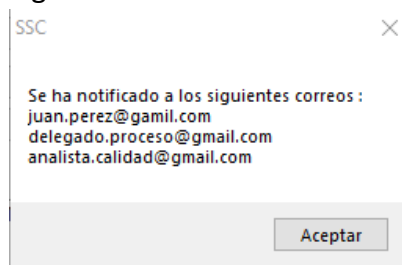 SSC
Se ha notificado a los siguientes correos :
juan.perez@gamil.com
delegado.proceso@gmail.com
analista.calidad@gmail.com
Aceptar